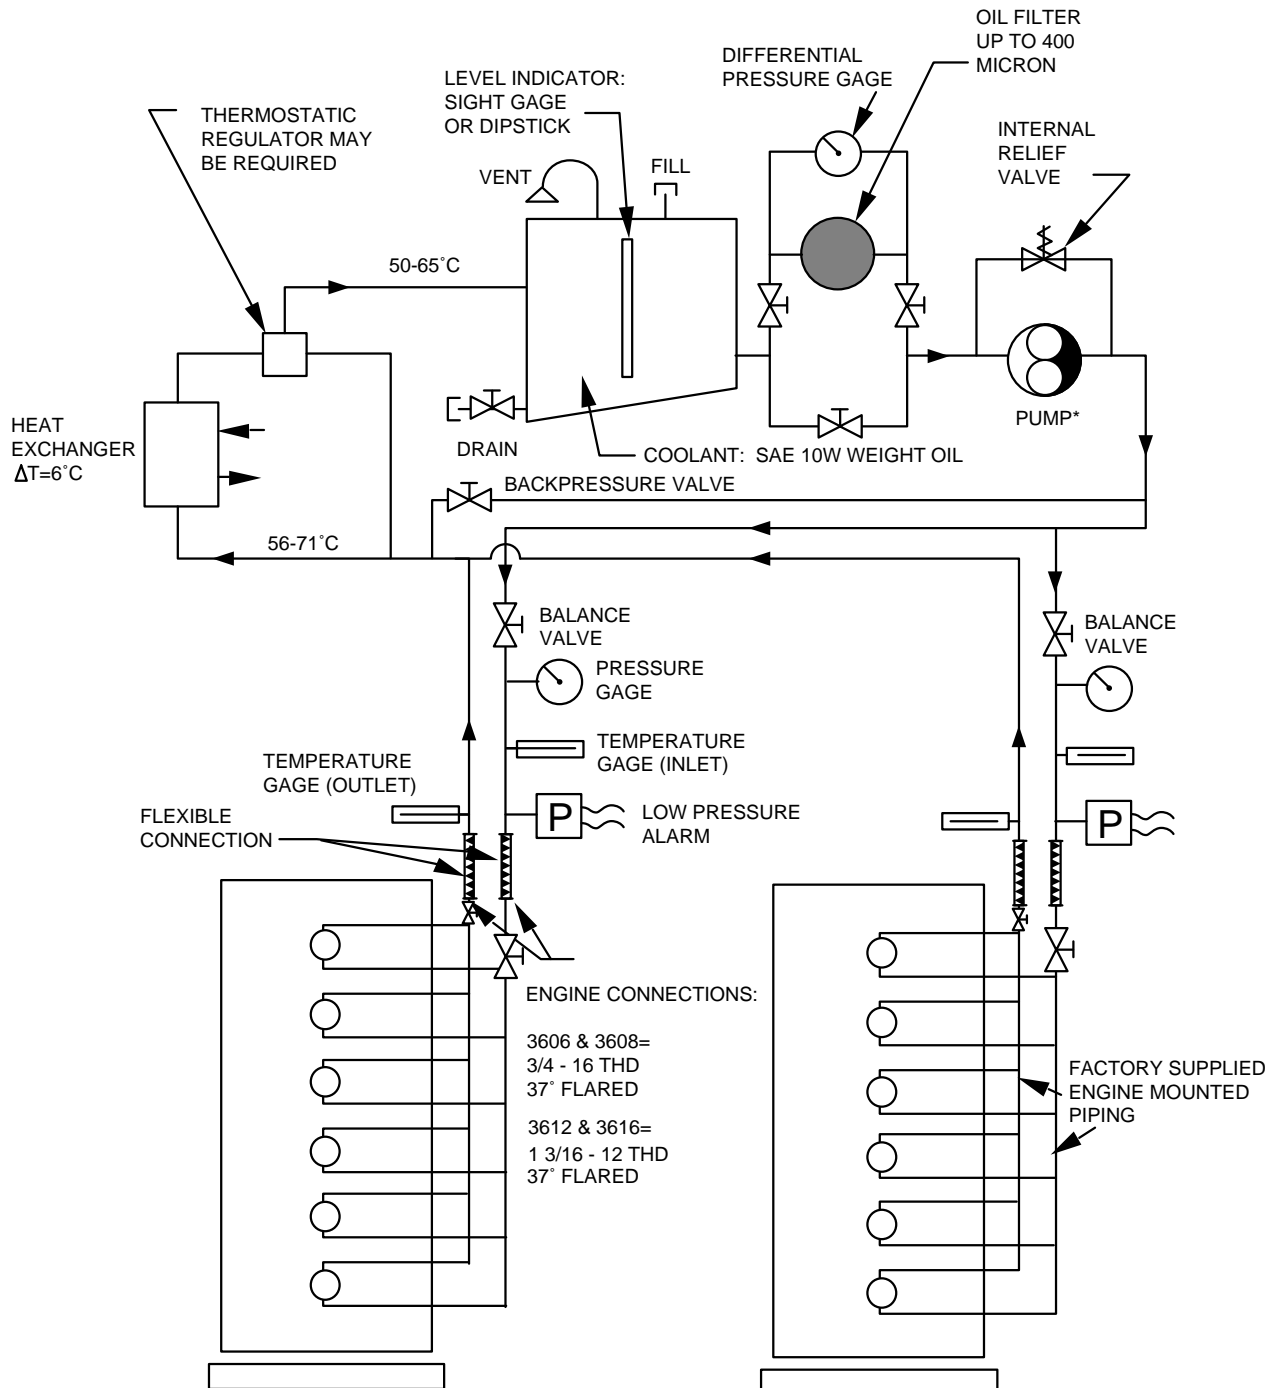 OIL FILTER
UP TO 400
MICRON
DIFFERENTIAL
PRESSURE GAGE
LEVEL INDICATOR:
SIGHT GAGE
OR DIPSTICK
THERMOSTATIC
REGULATOR MAY
BE REQUIRED
INTERNAL
RELIEF
VALVE
VENT
FILL
50-65˚C
HEAT
EXCHANGER
ΔT=6˚C
DRAIN
COOLANT: SAE 10W WEIGHT OIL
PUMP*
BACKPRESSURE VALVE
56-71˚C
BALANCE
VALVE
BALANCE
VALVE
PRESSURE
GAGE
TEMPERATURE
GAGE (INLET)
TEMPERATURE
GAGE (OUTLET)
FLEXIBLE
CONNECTION
P
LOW PRESSURE
ALARM
P
ENGINE CONNECTIONS:
3606 & 3608=
3/4 - 16 THD
37˚ FLARED
3612 & 3616=
1 3/16 - 12 THD
37˚ FLARED
FACTORY SUPPLIED
ENGINE MOUNTED
PIPING